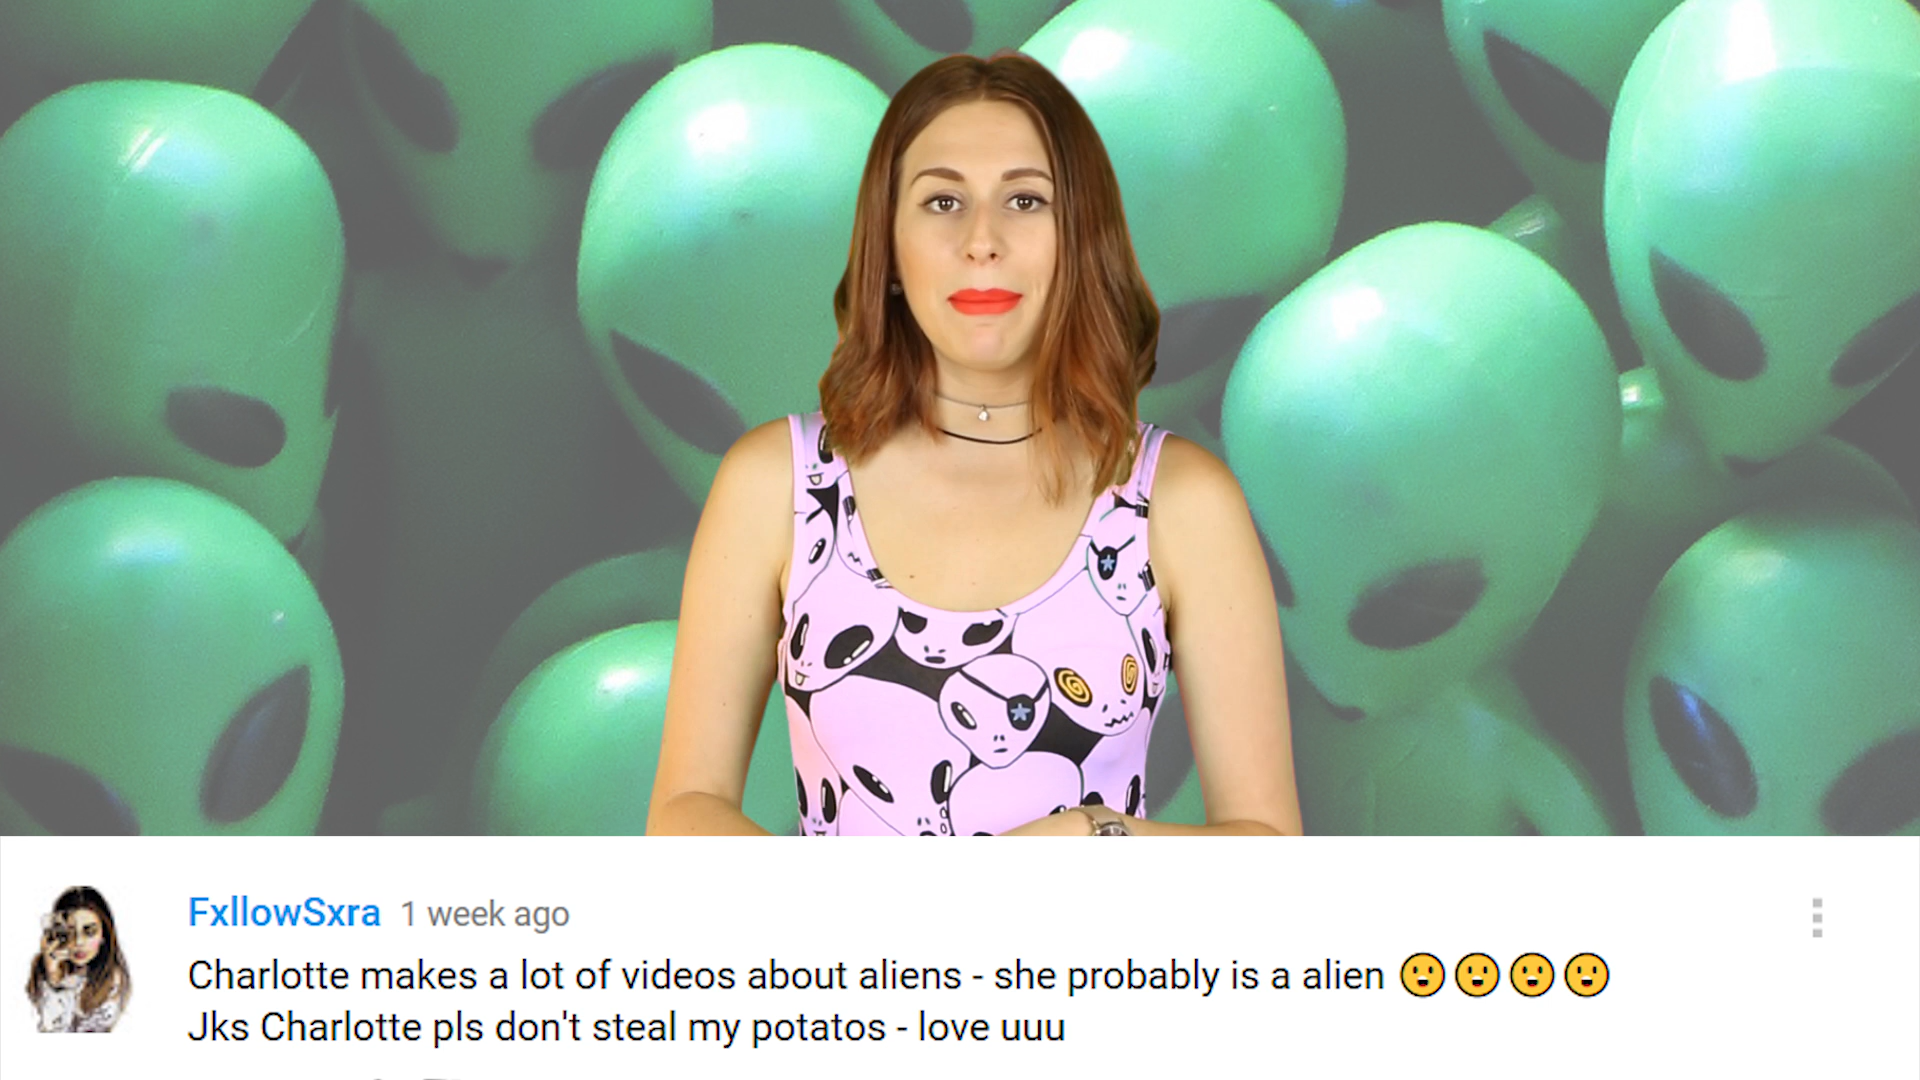 FxllowSxra 1 week ago
Charlotte makes a lot of videos about aliens - she probably is a alien 😮😮😮😮
Jks Charlotte pls don't steal my potatos - love uuu